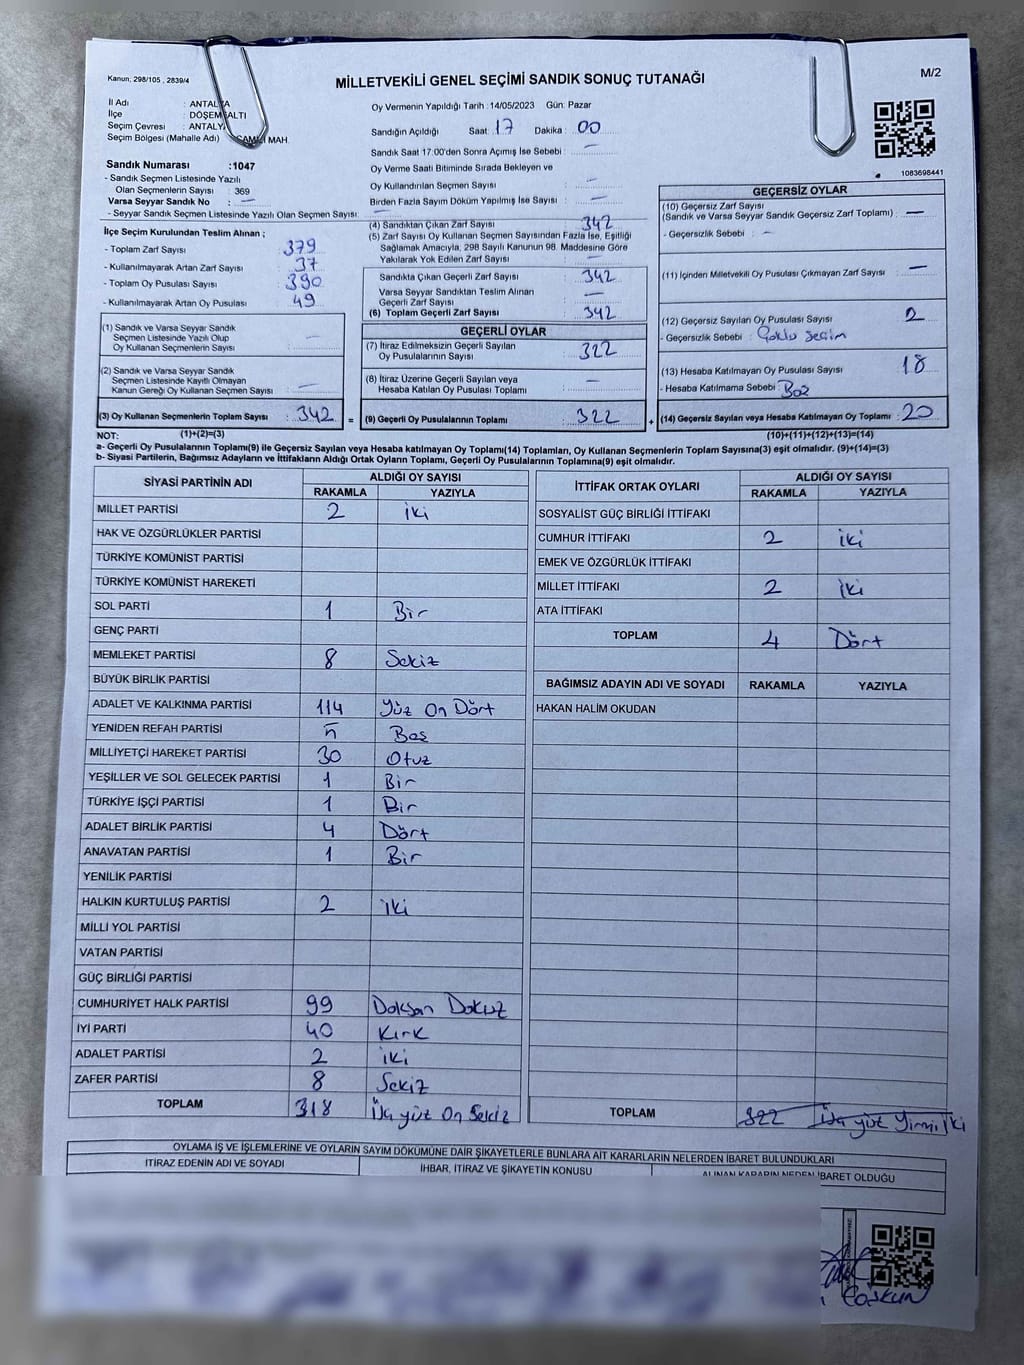 Kanun; 298/105 , 2839/4
MİLLETVEKİLİ GENEL SEÇİMİ SANDIK SONUÇ TUTANAĞI
M/2
İl Adı : ANTALYA
İlçe : DÖŞEMEALTI
Seçim Çevresi : ANTALYA
Seçim Bölgesi (Mahalle Adı) MAH.
Oy Vermenin Yapıldığı Tarih : 14/05/2023 Gün: Pazar
Sandığın Açıldığı Saat : 17 Dakika : 00
Sandık Saat 17:00'den Sonra Açılmış İse Sebebi : —
Oy Verme Saati Bitiminde Sırada Bekleyen ve
Oy Kullandırılan Seçmen Sayısı : —
Birden Fazla Sayım Döküm Yapılmış İse Sayısı : —
1083698441
Sandık Numarası :1047
- Sandık Seçmen Listesinde Yazılı
Olan Seçmenlerin Sayısı : 369
Varsa Seyyar Sandık No : —
- Seyyar Sandık Seçmen Listesinde Yazılı Olan Seçmen Sayısı: —
İlçe Seçim Kurulundan Teslim Alınan ;
- Toplam Zarf Sayısı : 379
- Kullanılmayarak Artan Zarf Sayısı : 37
- Toplam Oy Pusulası Sayısı : 390
- Kullanılmayarak Artan Oy Pusulası : 49
(1) Sandık ve Varsa Seyyar Sandık
Seçmen Listesinde Yazılı Olup
Oy Kullanan Seçmenlerin Sayısı : —
(2) Sandık ve Varsa Seyyar Sandık
Seçmen Listesinde Kayıtlı Olmayan
Kanun Gereği Oy Kullanan Seçmen Sayısı : —
(3) Oy Kullanan Seçmenlerin Toplam Sayısı : 342 =
(4) Sandıktan Çıkan Zarf Sayısı : 342
(5) Zarf Sayısı Oy Kullanan Seçmen Sayısından Fazla İse, Eşitliği
Sağlamak Amacıyla, 298 Sayılı Kanunun 98. Maddesine Göre
Yakılarak Yok Edilen Zarf Sayısı : —
Sandıkta Çıkan Geçerli Zarf Sayısı : 342
Varsa Seyyar Sandıktan Teslim Alınan
Geçerli Zarf Sayısı : —
(6) Toplam Geçerli Zarf Sayısı : 342
GEÇERLİ OYLAR
(7) İtiraz Edilmeksizin Geçerli Sayılan
Oy Pusulalarının Sayısı : 322
(8) İtiraz Üzerine Geçerli Sayılan veya
Hesaba Katılan Oy Pusulası Toplamı : —
(9) Geçerli Oy Pusulalarının Toplamı : 322 +
GEÇERSİZ OYLAR
(10) Geçersiz Zarf Sayısı
(Sandık ve Varsa Seyyar Sandık Geçersiz Zarf Toplamı) : —
- Geçersizlik Sebebi : —
(11) İçinden Milletvekili Oy Pusulası Çıkmayan Zarf Sayısı : —
(12) Geçersiz Sayılan Oy Pusulası Sayısı : 2
- Geçersizlik Sebebi : Çoklu seçim
(13) Hesaba Katılmayan Oy Pusulası Sayısı : 18
- Hesaba Katılmama Sebebi : Boş
(14) Geçersiz Sayılan veya Hesaba Katılmayan Oy Toplamı : 20
NOT: (1)+(2)=(3)
(10)+(11)+(12)+(13)=(14)
a- Geçerli Oy Pusulalarının Toplamı(9) ile Geçersiz Sayılan veya Hesaba katılmayan Oy Toplamı(14) Toplamları, Oy Kullanan Seçmenlerin Toplam Sayısına(3) eşit olmalıdır. (9)+(14)=(3)
b- Siyasi Partilerin, Bağımsız Adayların ve İttifakların Aldığı Ortak Oyların Toplamı, Geçerli Oy Pusulalarının Toplamına(9) eşit olmalıdır.
SİYASİ PARTİNİN ADI ALDIĞI OY SAYISI
RAKAMLA YAZIYLA
MİLLET PARTİSİ 2 iki
HAK VE ÖZGÜRLÜKLER PARTİSİ
TÜRKİYE KOMÜNİST PARTİSİ
TÜRKİYE KOMÜNİST HAREKETİ
SOL PARTİ 1 Bir
GENÇ PARTİ
MEMLEKET PARTİSİ 8 Sekiz
BÜYÜK BİRLİK PARTİSİ
ADALET VE KALKINMA PARTİSİ 114 Yüz On Dört
YENİDEN REFAH PARTİSİ 5 Beş
MİLLİYETÇİ HAREKET PARTİSİ 30 Otuz
YEŞİLLER VE SOL GELECEK PARTİSİ 1 Bir
TÜRKİYE İŞÇİ PARTİSİ 1 Bir
ADALET BİRLİK PARTİSİ 4 Dört
ANAVATAN PARTİSİ 1 Bir
YENİLİK PARTİSİ
HALKIN KURTULUŞ PARTİSİ 2 iki
MİLLİ YOL PARTİSİ
VATAN PARTİSİ
GÜÇ BİRLİĞİ PARTİSİ
CUMHURİYET HALK PARTİSİ 99 Doksan Dokuz
İYİ PARTİ 40 Kırk
ADALET PARTİSİ 2 iki
ZAFER PARTİSİ 8 Sekiz
TOPLAM 318 Üç yüz On Sekiz
İTTİFAK ORTAK OYLARI ALDIĞI OY SAYISI
RAKAMLA YAZIYLA
SOSYALİST GÜÇ BİRLİĞİ İTTİFAKI
CUMHUR İTTİFAKI 2 iki
EMEK VE ÖZGÜRLÜK İTTİFAKI
MİLLET İTTİFAKI 2 iki
ATA İTTİFAKI
TOPLAM 4 Dört
BAĞIMSIZ ADAYIN ADI VE SOYADI RAKAMLA YAZIYLA
HAKAN HALİM OKUDAN
TOPLAM 322 Üç yüz Yirmi İki
OYLAMA İŞ VE İŞLEMLERİNE VE OYLARIN SAYIM DÖKÜMÜNE DAİR ŞİKAYETLERLE BUNLARA AİT KARARLARIN NELERDEN İBARET BULUNDUKLARI
İTİRAZ EDENİN ADI VE SOYADI İHBAR, İTİRAZ VE ŞİKAYETİN KONUSU ALINAN KARARIN NEDEN İBARET OLDUĞU